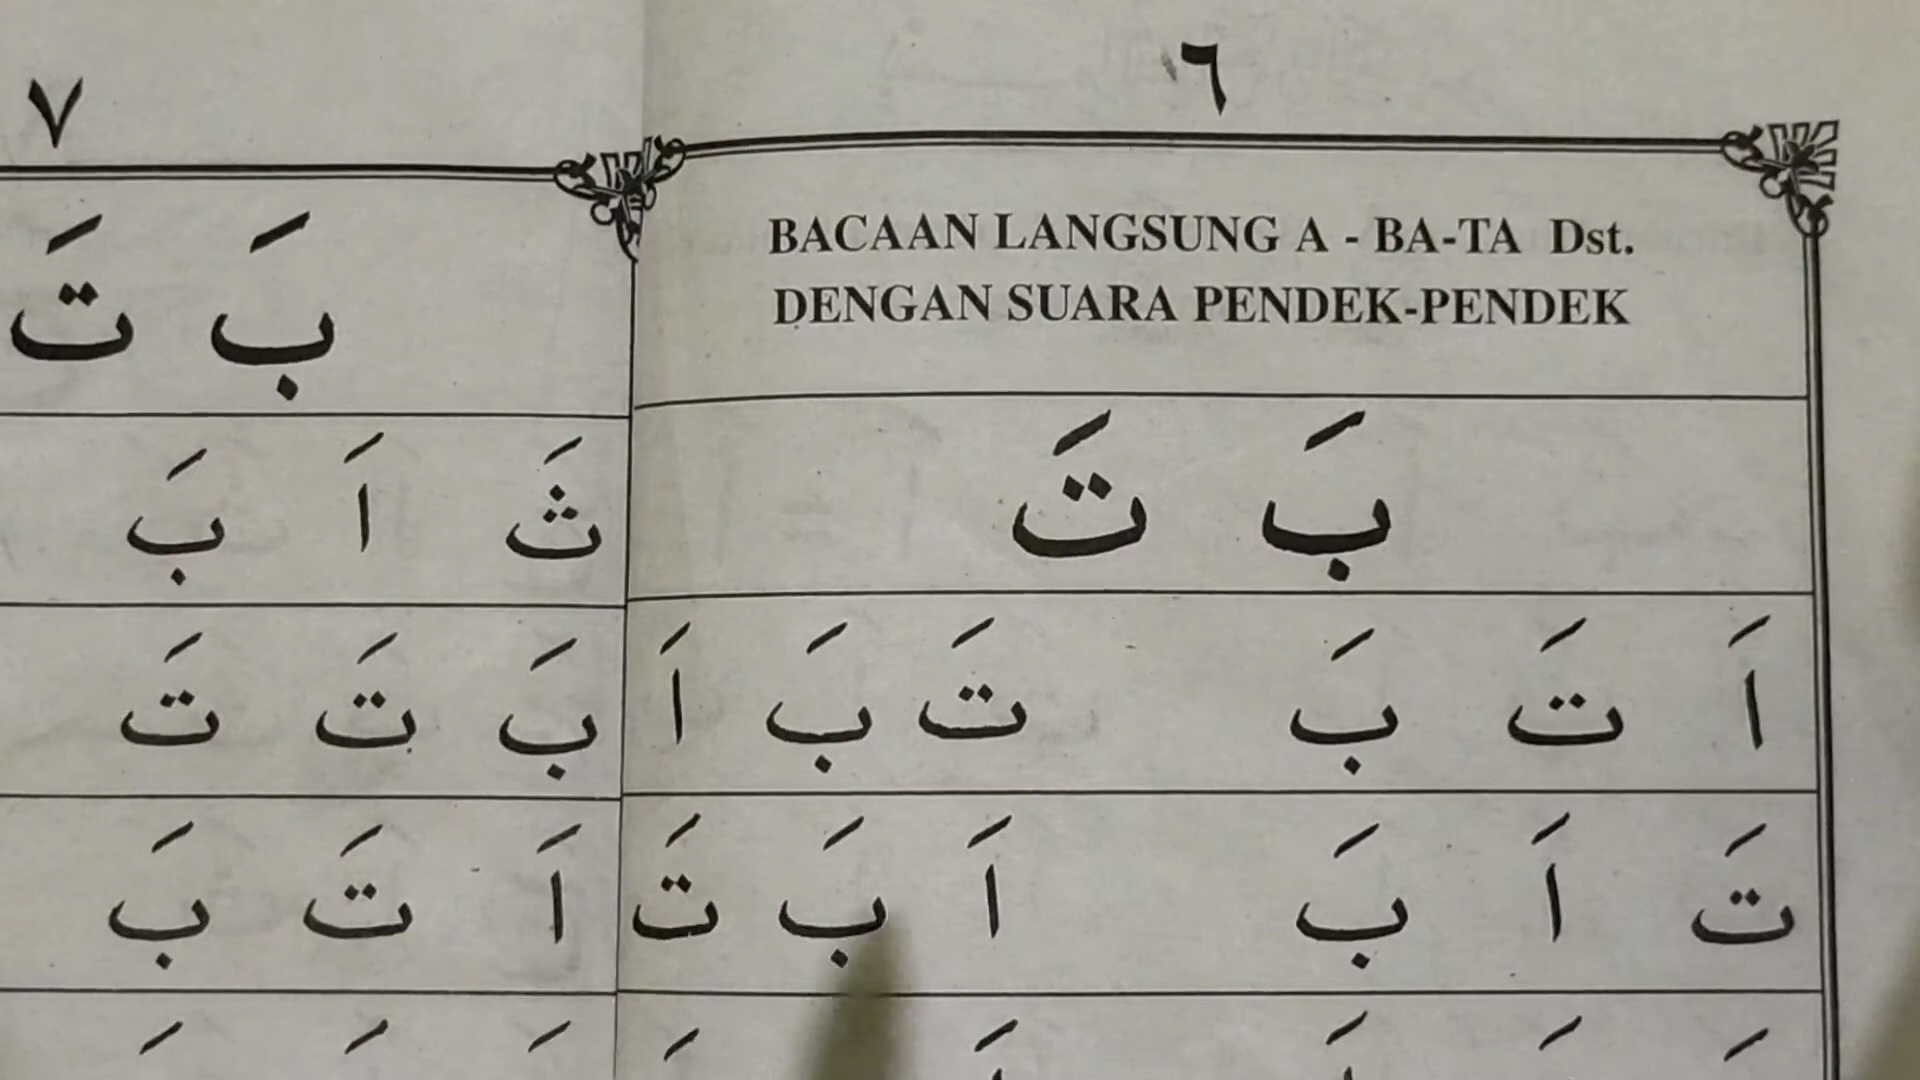 ٦
BACAAN LANGSUNG A - BA-TA Dst.
DENGAN SUARA PENDEK-PENDEK
بَ تَ
اَ تَ بَ تَ بَ اَ
تَ اَ بَ اَ بَ تَ
٧
بَ تَ
ثَ اَ بَ
بَ تَ تَ
اَ تَ بَ